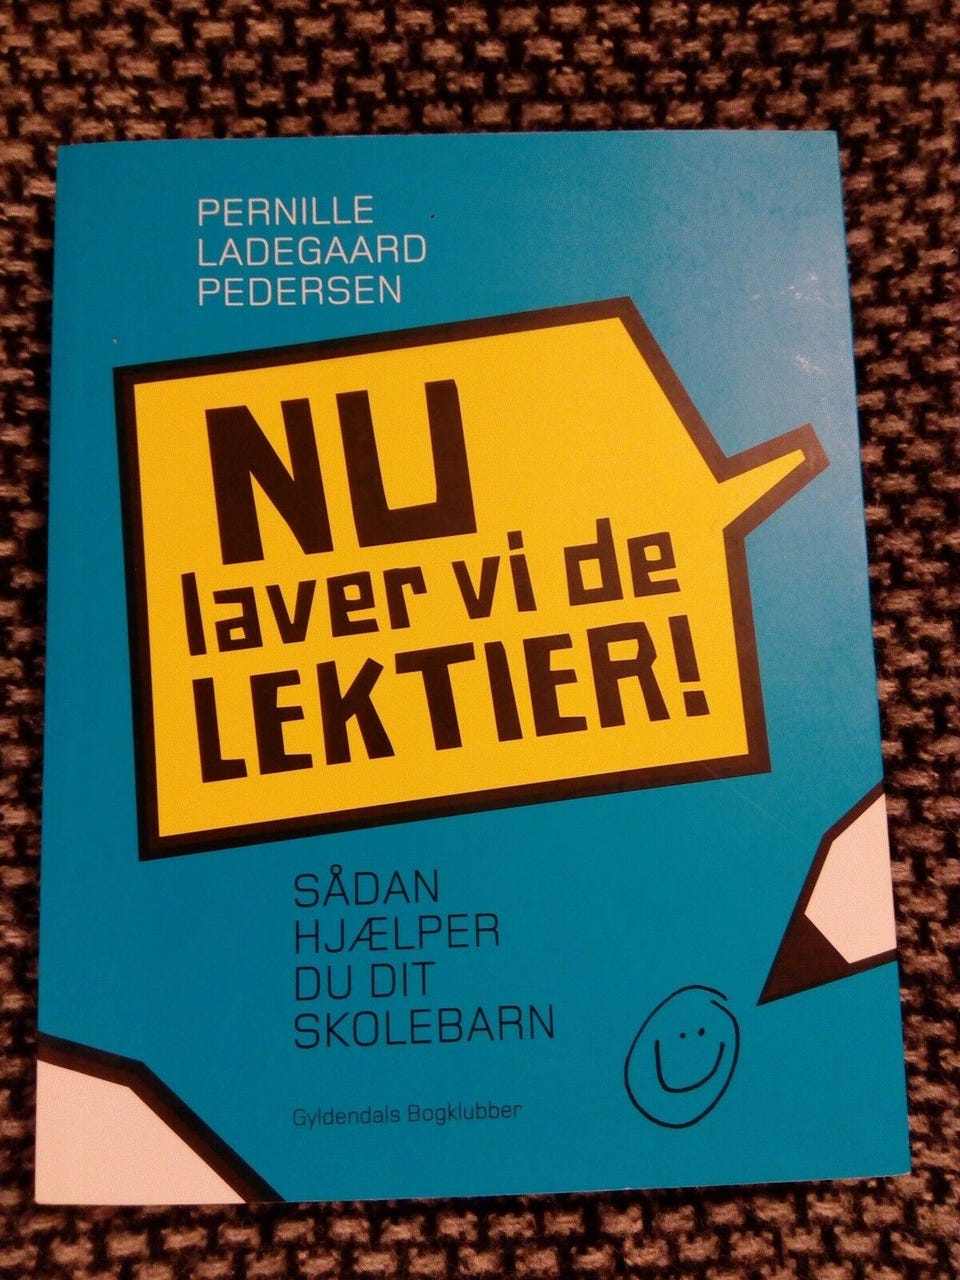 PERNILLE
LADEGAARD
PEDERSEN
NU
laver vi de
LEKTIER!
SÅDAN
HJÆLPER
DU DIT
SKOLEBARN
Gyldendals Bogklubber